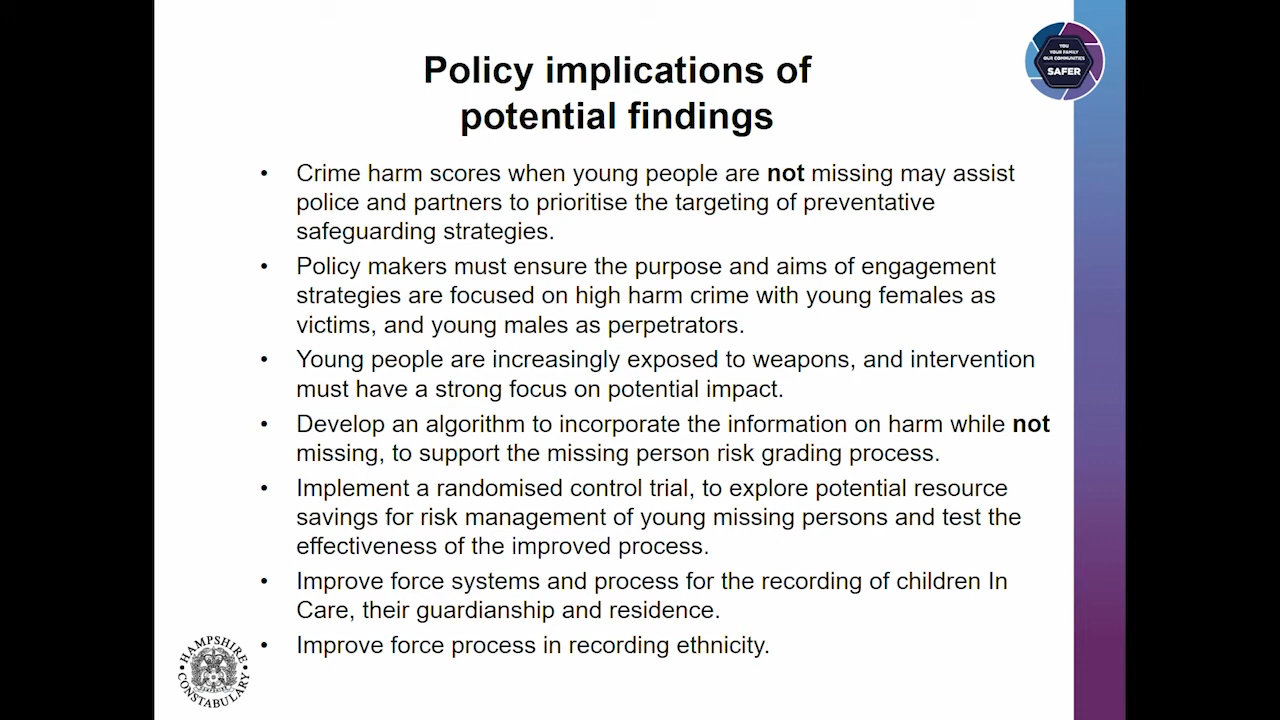 Policy implications of
potential findings
YOU
YOUR FAMILY
OUR COMMUNITIES
SAFER
• Crime harm scores when young people are not missing may assist
police and partners to prioritise the targeting of preventative
safeguarding strategies.
• Policy makers must ensure the purpose and aims of engagement
strategies are focused on high harm crime with young females as
victims, and young males as perpetrators.
• Young people are increasingly exposed to weapons, and intervention
must have a strong focus on potential impact.
• Develop an algorithm to incorporate the information on harm while not
missing, to support the missing person risk grading process.
• Implement a randomised control trial, to explore potential resource
savings for risk management of young missing persons and test the
effectiveness of the improved process.
• Improve force systems and process for the recording of children In
Care, their guardianship and residence.
• Improve force process in recording ethnicity.
HAMPSHIRE
CONSTABULARY